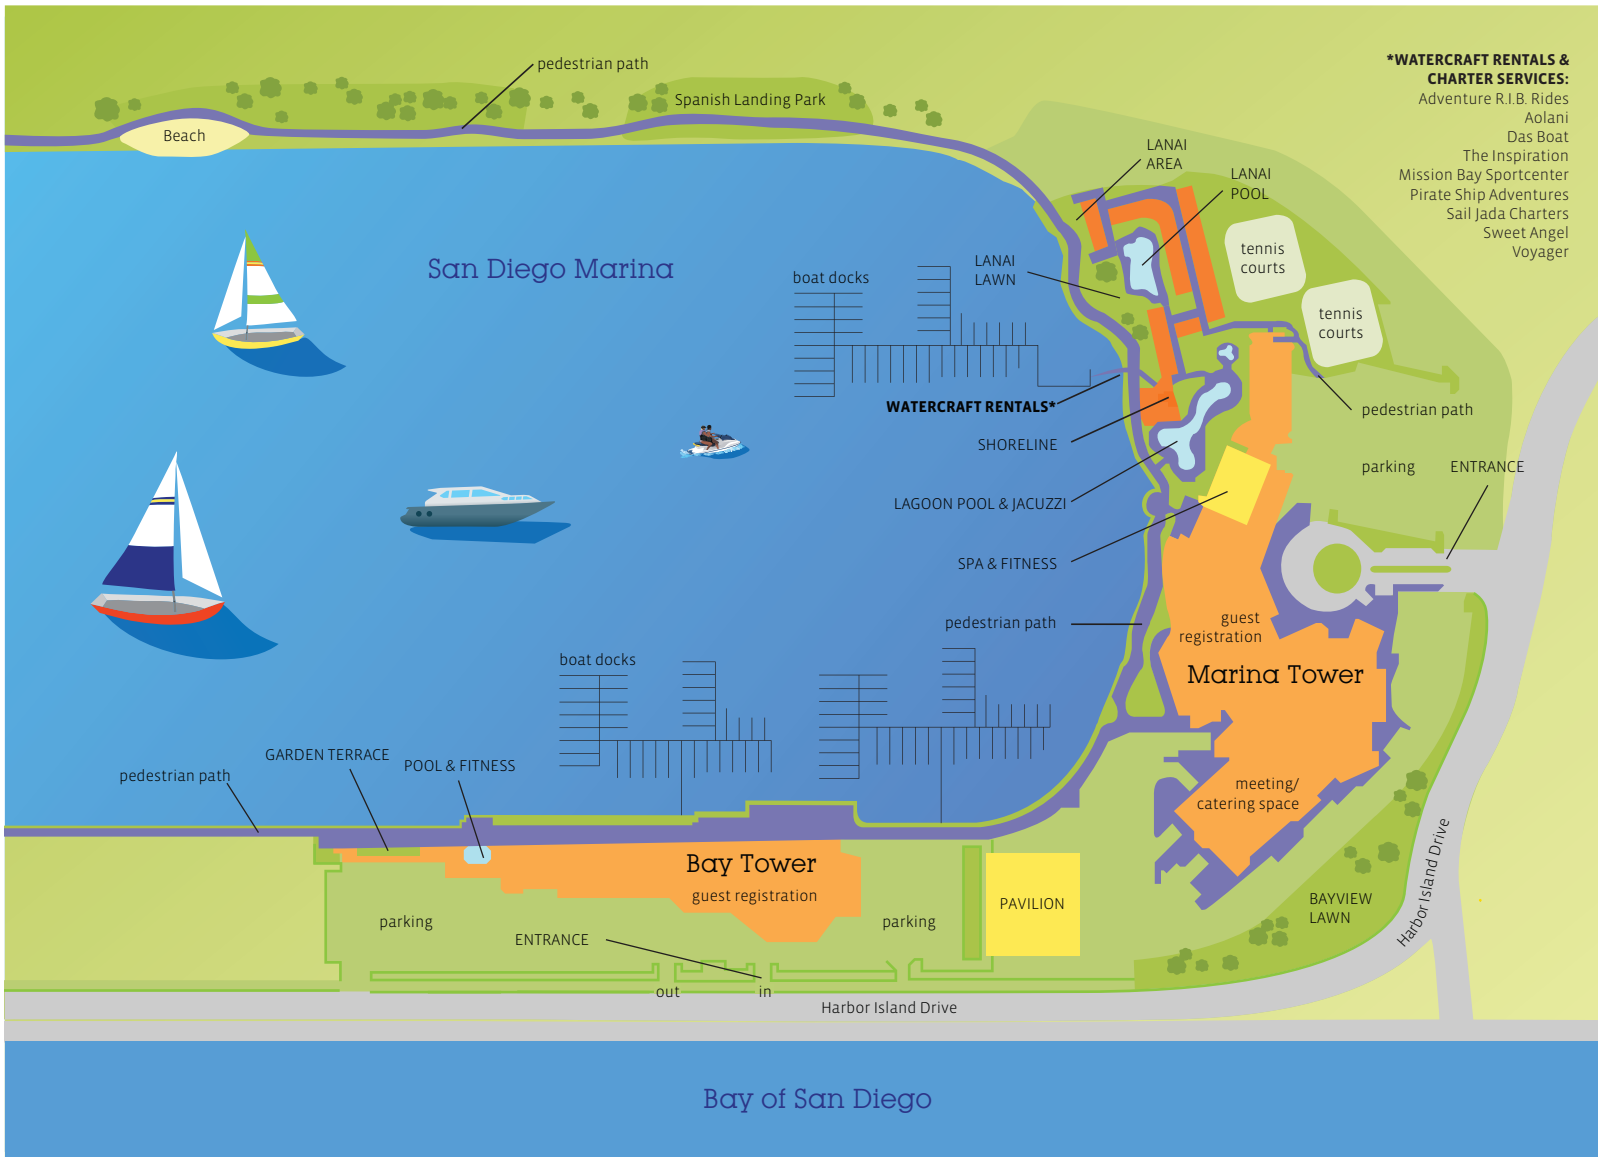 pedestrian path
Spanish Landing Park
Beach
*WATERCRAFT RENTALS &
CHARTER SERVICES:
Adventure R.I.B. Rides
Aolani
Das Boat
The Inspiration
Mission Bay Sportcenter
Pirate Ship Adventures
Sail Jada Charters
Sweet Angel
Voyager
LANAI
AREA
LANAI
POOL
tennis
courts
tennis
courts
San Diego Marina
boat docks
LANAI
LAWN
WATERCRAFT RENTALS*
SHORELINE
pedestrian path
parking
ENTRANCE
LAGOON POOL & JACUZZI
SPA & FITNESS
pedestrian path
guest
registration
Marina Tower
boat docks
GARDEN TERRACE
POOL & FITNESS
pedestrian path
meeting/
catering space
Harbor Island Drive
Bay Tower
guest registration
parking
ENTRANCE
parking
PAVILION
BAYVIEW
LAWN
out
in
Harbor Island Drive
Bay of San Diego